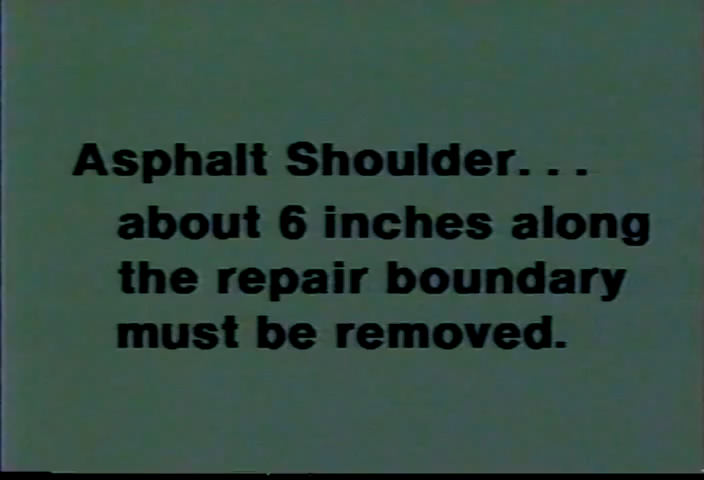 Asphalt Shoulder...
about 6 inches along
the repair boundary
must be removed.